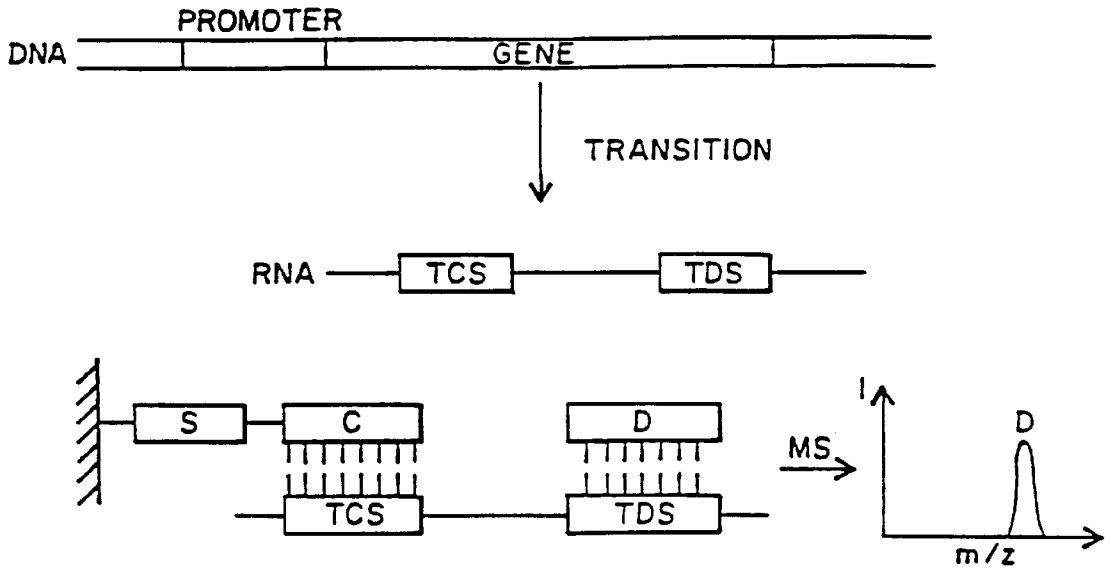 PROMOTER
DNA GENE
TRANSITION
RNA TCS TDS
S C D
TCS TDS
MS
I D
m/z